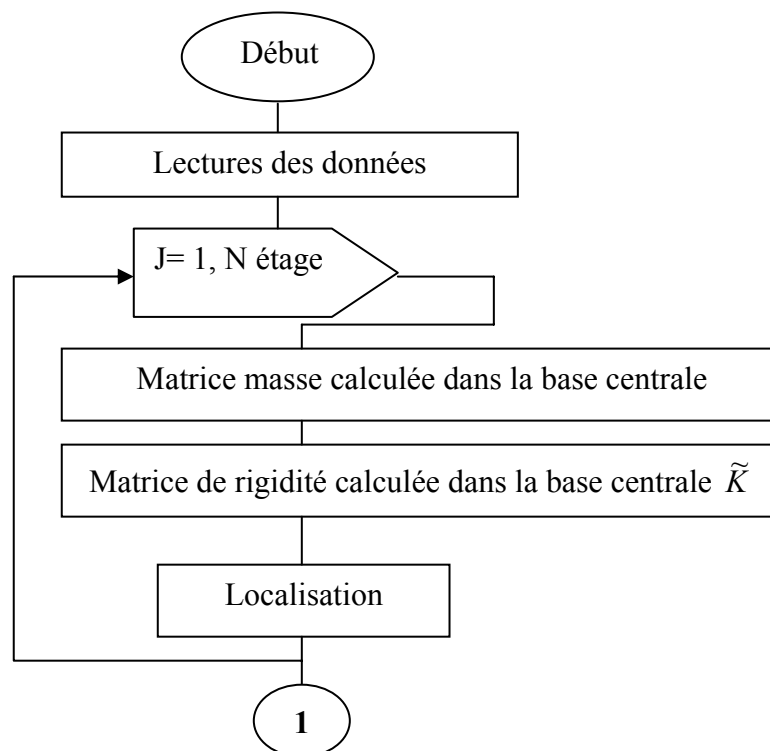 Début
Lectures des données
J= 1, N étage
Matrice masse calculée dans la base centrale
Matrice de rigidité calculée dans la base centrale K̃
Localisation
1